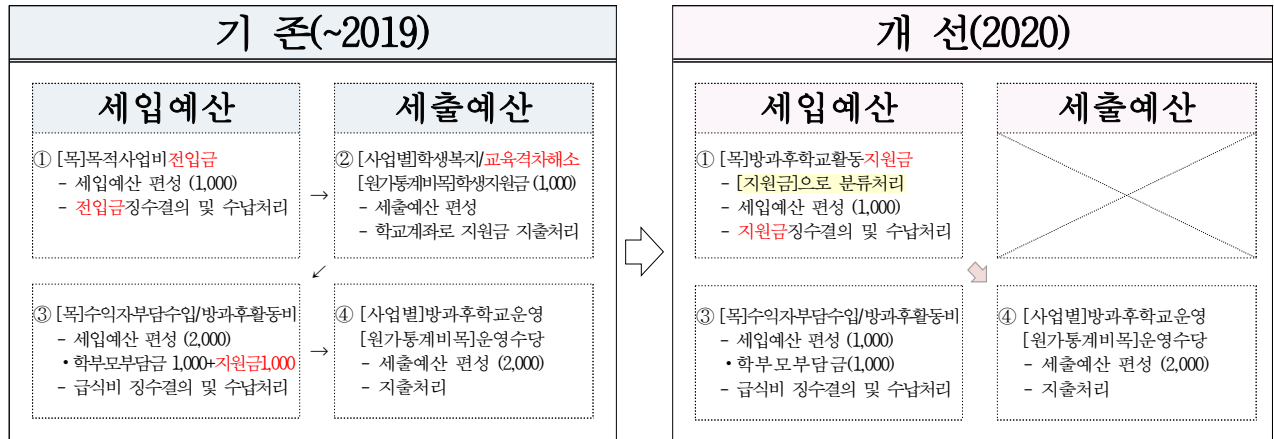 기 존(~2019)
세입예산
세출예산
① [목]목적사업비전입금
- 세입예산 편성 (1,000)
- 전입금징수결의 및 수납처리
→
② [사업별]학생복지/교육격차해소
[원가통계비목]학생지원금 (1,000)
- 세출예산 편성
- 학교계좌로 지원금 지출처리
↙
③ [목]수익자부담수입/방과후활동비
- 세입예산 편성 (2,000)
• 학부모부담금 1,000+지원금1,000
- 급식비 징수결의 및 수납처리
→
④ [사업별]방과후학교운영
[원가통계비목]운영수당
- 세출예산 편성 (2,000)
- 지출처리
개 선(2020)
세입예산
세출예산
① [목]방과후학교활동지원금
- [지원금]으로 분류처리
- 세입예산 편성 (1,000)
- 지원금징수결의 및 수납처리
③ [목]수익자부담수입/방과후활동비
- 세입예산 편성 (1,000)
• 학부모부담금(1,000)
- 급식비 징수결의 및 수납처리
④ [사업별]방과후학교운영
[원가통계비목]운영수당
- 세출예산 편성 (2,000)
- 지출처리